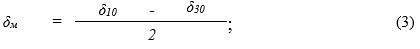 δм = δ10 - δ30 / 2 ; (3)